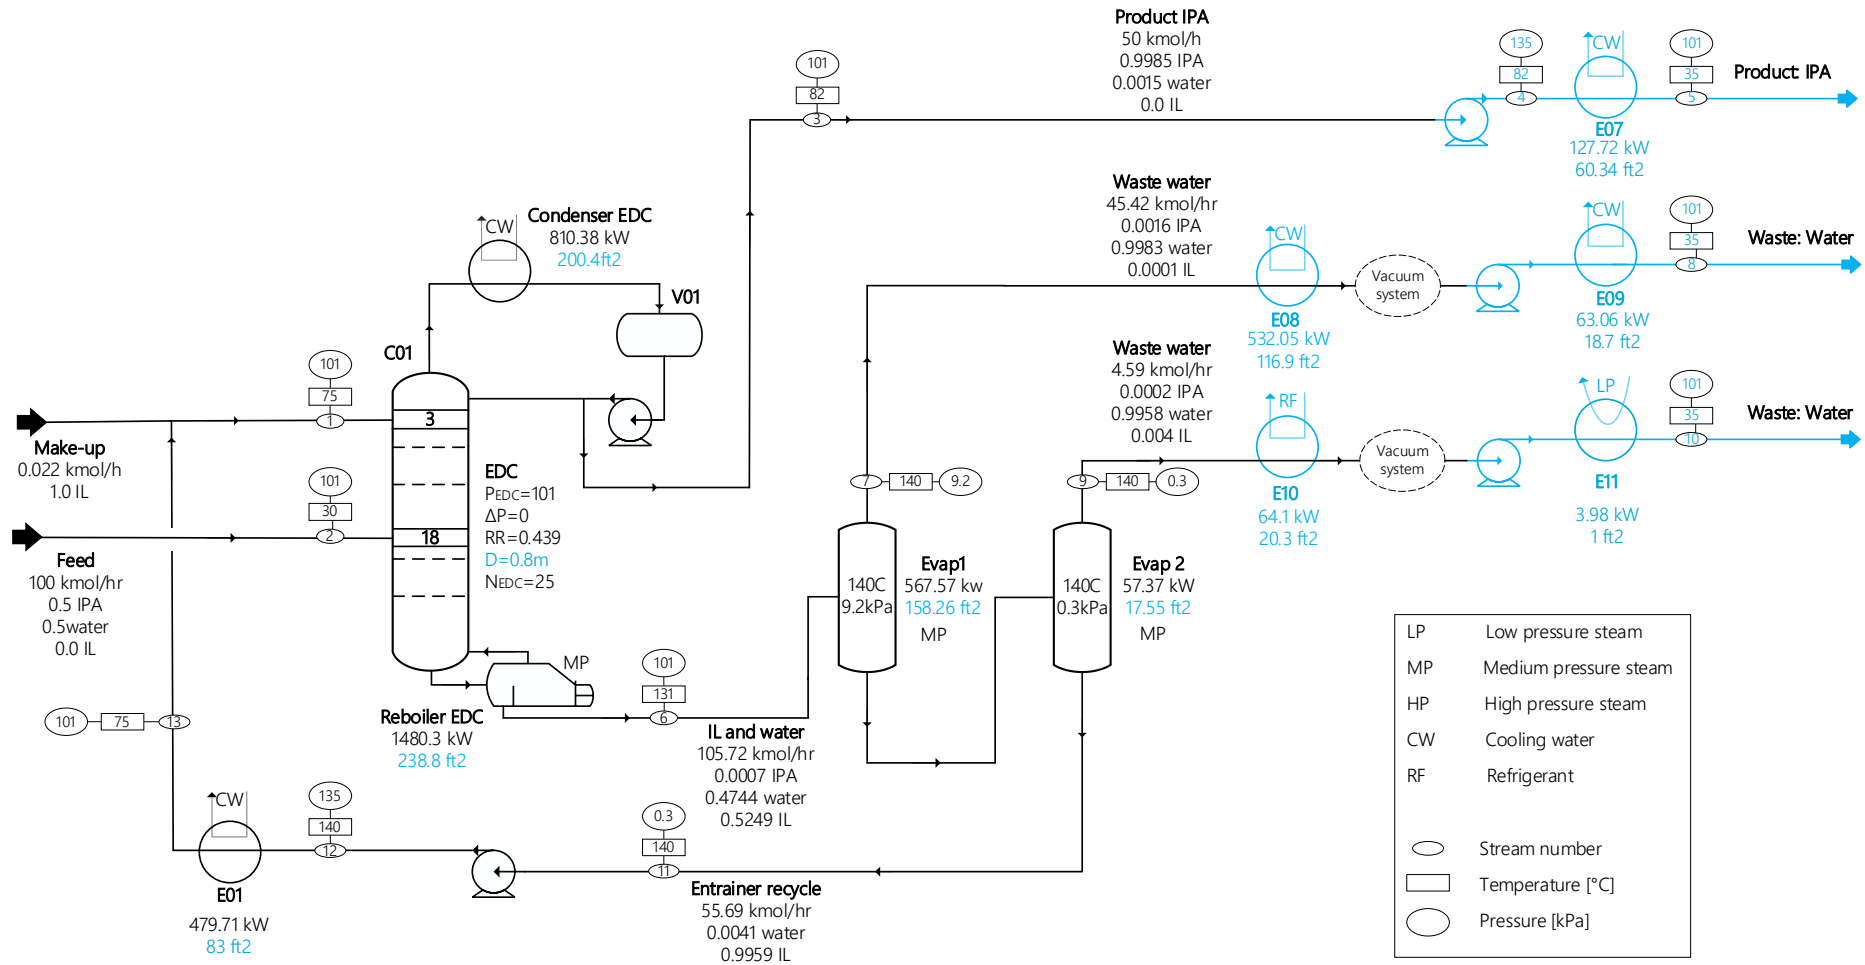 Product IPA
50 kmol/h
0.9985 IPA
0.0015 water
0.0 IL
101
82
3
135
82
4
CW
E07
127.72 kW
60.34 ft2
101
35
5
Product: IPA
Waste water
45.42 kmol/hr
0.0016 IPA
0.9983 water
0.0001 IL
CW
E08
532.05 kW
116.9 ft2
Vacuum
system
CW
E09
63.06 kW
18.7 ft2
101
35
8
Waste: Water
Waste water
4.59 kmol/hr
0.0002 IPA
0.9958 water
0.004 IL
RF
E10
64.1 kW
20.3 ft2
Vacuum
system
LP
E11
3.98 kW
1 ft2
101
35
10
Waste: Water
CW
Condenser EDC
810.38 kW
200.4ft2
V01
C01
101
75
1
Make-up
0.022 kmol/h
1.0 IL
101
30
2
Feed
100 kmol/hr
0.5 IPA
0.5water
0.0 IL
3
18
EDC
PEDC=101
ΔP=0
RR=0.439
D=0.8m
NEDC=25
7
140
9.2
9
140
0.3
140C
9.2kPa
Evap1
567.57 kw
158.26 ft2
MP
140C
0.3kPa
Evap 2
57.37 kW
17.55 ft2
MP
MP
Reboiler EDC
1480.3 kW
238.8 ft2
101
131
6
IL and water
105.72 kmol/hr
0.0007 IPA
0.4744 water
0.5249 IL
101
75
13
CW
E01
479.71 kW
83 ft2
135
140
12
0.3
140
11
Entrainer recycle
55.69 kmol/hr
0.0041 water
0.9959 IL
LP Low pressure steam
MP Medium pressure steam
HP High pressure steam
CW Cooling water
RF Refrigerant
Stream number
Temperature [°C]
Pressure [kPa]